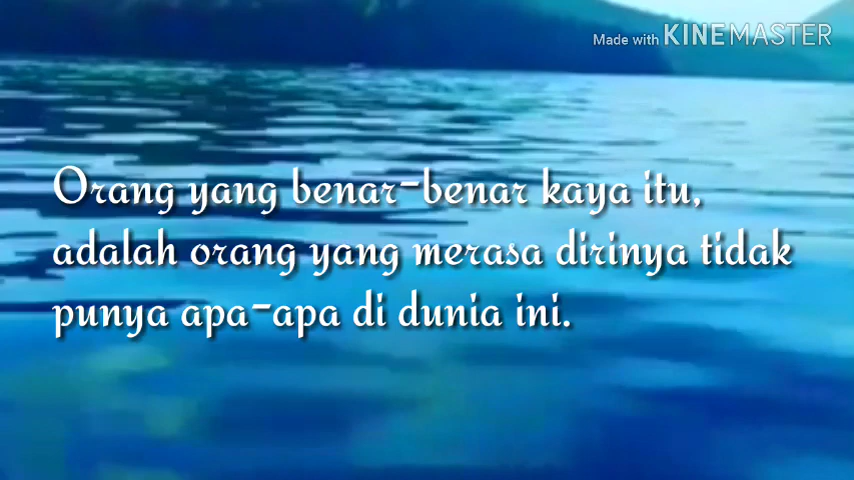 Made with KINEMASTER
Orang yang benar-benar kaya itu,
adalah orang yang merasa dirinya tidak
punya apa-apa di dunia ini.